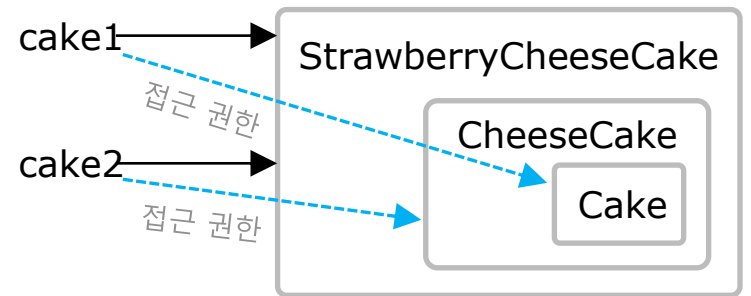 cake1
StrawberryCheeseCake
접근 권한
CheeseCake
cake2
Cake
접근 권한